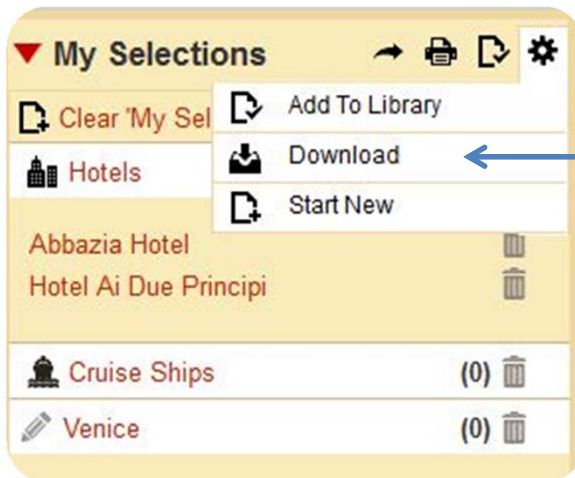 My Selections
Clear 'My Sel
Add To Library
Hotels
Download
Start New
Abbazia Hotel
Hotel Ai Due Principi
Cruise Ships (0)
Venice (0)